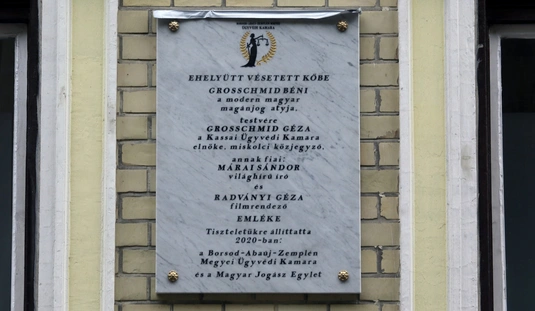 ÜGYVÉDI KAMARA
EHELYÜTT VÉSETETT KŐBE
GROSSCHMID BÉNI
a modern magyar
magánjog atyja,
testvére
GROSSCHMID GÉZA
a Kassai Ügyvédi Kamara
elnöke, miskolci közjegyző,
annak fiai:
MÁRAI SÁNDOR
világhírű író
és
RADVÁNYI GÉZA
filmrendező
EMLÉKE
Tiszteletükre állíttatta
2020-ban:
a Borsod-Abaúj-Zemplén
Megyei Ügyvédi Kamara
és a Magyar Jogász Egylet